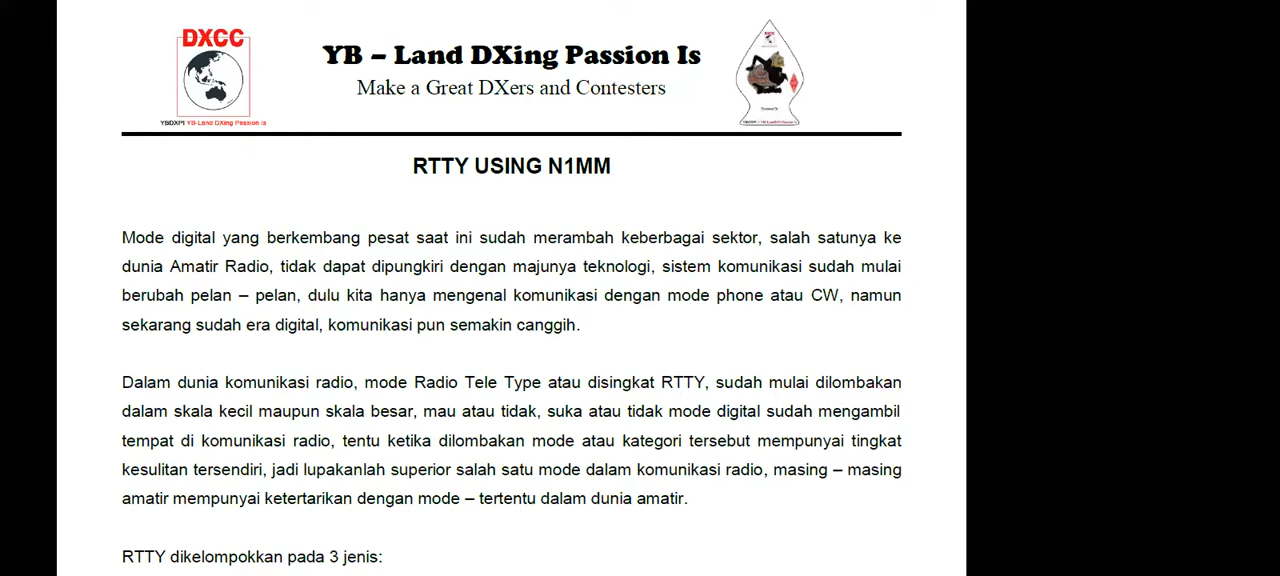 DXCC
YB – Land DXing Passion Is
Make a Great DXers and Contesters
YBDXPI YB-Land DXing Passion Is
RTTY USING N1MM
Mode digital yang berkembang pesat saat ini sudah merambah keberbagai sektor, salah satunya ke
dunia Amatir Radio, tidak dapat dipungkiri dengan majunya teknologi, sistem komunikasi sudah mulai
berubah pelan – pelan, dulu kita hanya mengenal komunikasi dengan mode phone atau CW, namun
sekarang sudah era digital, komunikasi pun semakin canggih.
Dalam dunia komunikasi radio, mode Radio Tele Type atau disingkat RTTY, sudah mulai dilombakan
dalam skala kecil maupun skala besar, mau atau tidak, suka atau tidak mode digital sudah mengambil
tempat di komunikasi radio, tentu ketika dilombakan mode atau kategori tersebut mempunyai tingkat
kesulitan tersendiri, jadi lupakanlah superior salah satu mode dalam komunikasi radio, masing – masing
amatir mempunyai ketertarikan dengan mode – tertentu dalam dunia amatir.
RTTY dikelompokkan pada 3 jenis: